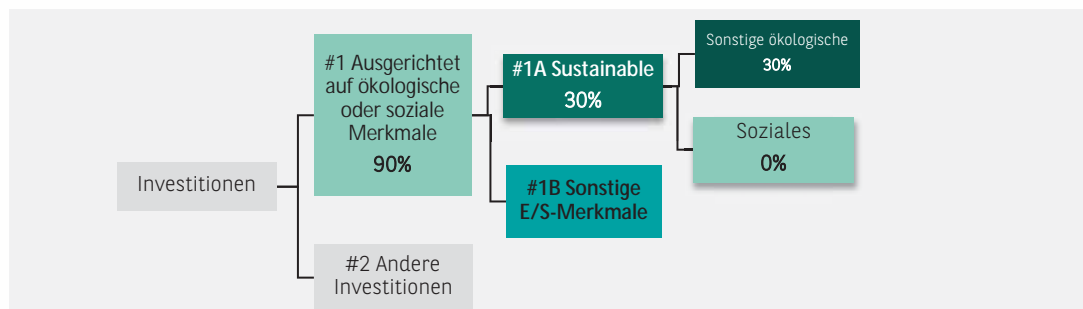 Investitionen
#1 Ausgerichtet
auf ökologische
oder soziale
Merkmale
90%
#2 Andere
Investitionen
#1A Sustainable
30%
#1B Sonstige
E/S-Merkmale
Sonstige ökologische
30%
Soziales
0%